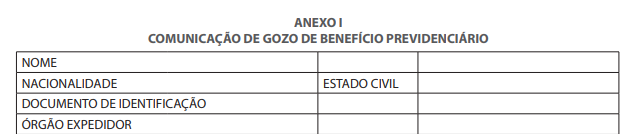 ANEXO I
COMUNICAÇÃO DE GOZO DE BENEFÍCIO PREVIDENCIÁRIO
NOME
NACIONALIDADE ESTADO CIVIL
DOCUMENTO DE IDENTIFICAÇÃO
ÓRGÃO EXPEDIDOR